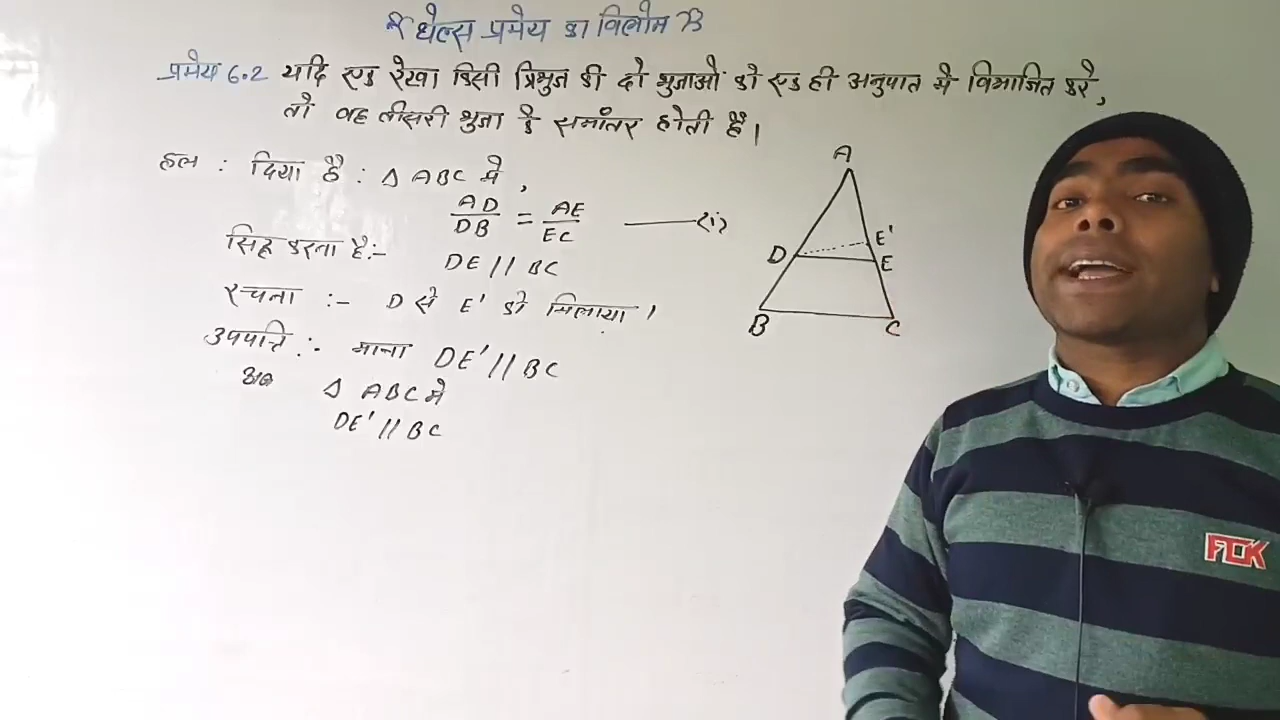 थेल्स प्रमेय का विलोम
प्रमेय 6.2 यदि एक रेखा किसी त्रिभुज की दो भुजाओं को एक ही अनुपात में विभाजित करे,
तो वह तीसरी भुजा के समांतर होती है।
हल : दिया है : Δ ABC में,
AD/DB = AE/EC —— (i)
सिद्ध करना है:- DE // BC
रचना :- D से E' को मिलाया।
उपपत्ति :- माना DE' // BC
अब Δ ABC में
DE' // BC
A
D
E'
E
B
C
FCK